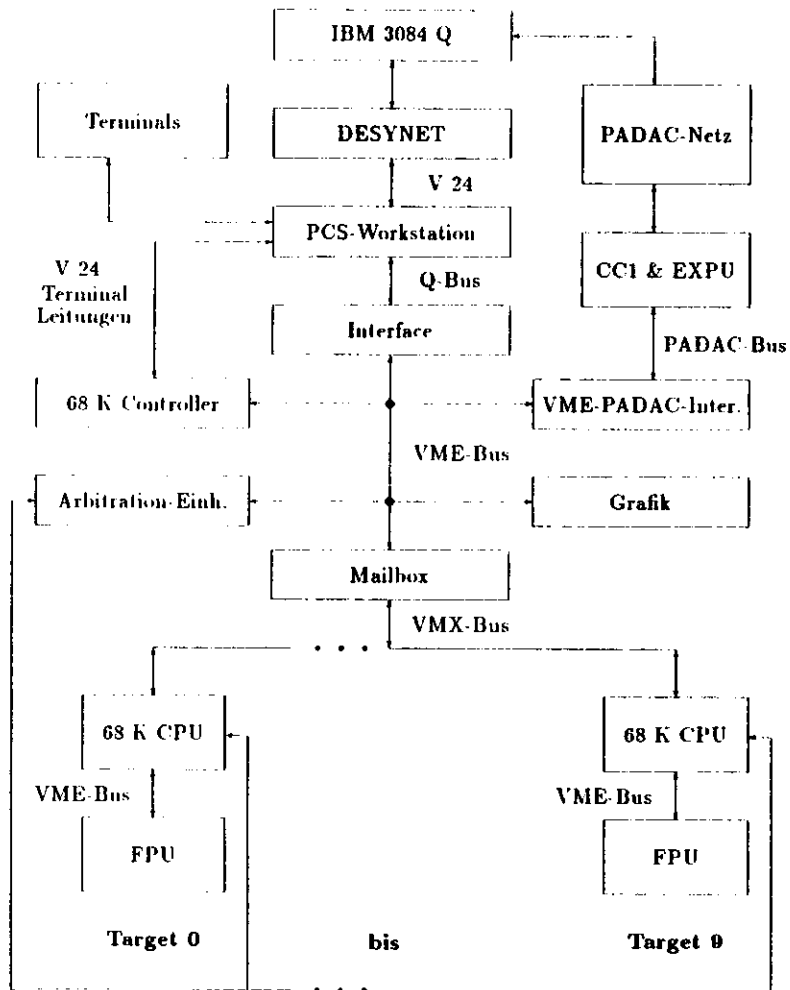 IBM 3084 Q
Terminals
DESYNET
PADAC-Netz
V 24
PCS-Workstation
CC1 & EXPU
V 24
Terminal
Leitungen
Q-Bus
Interface
PADAC-Bus
68 K Controller
VME-PADAC-Inter.
VME-Bus
Arbitration-Einh.
Grafik
Mailbox
VMX-Bus
. . .
68 K CPU
68 K CPU
VME-Bus
VME-Bus
FPU
FPU
Target 0
bis
Target 9
. . .